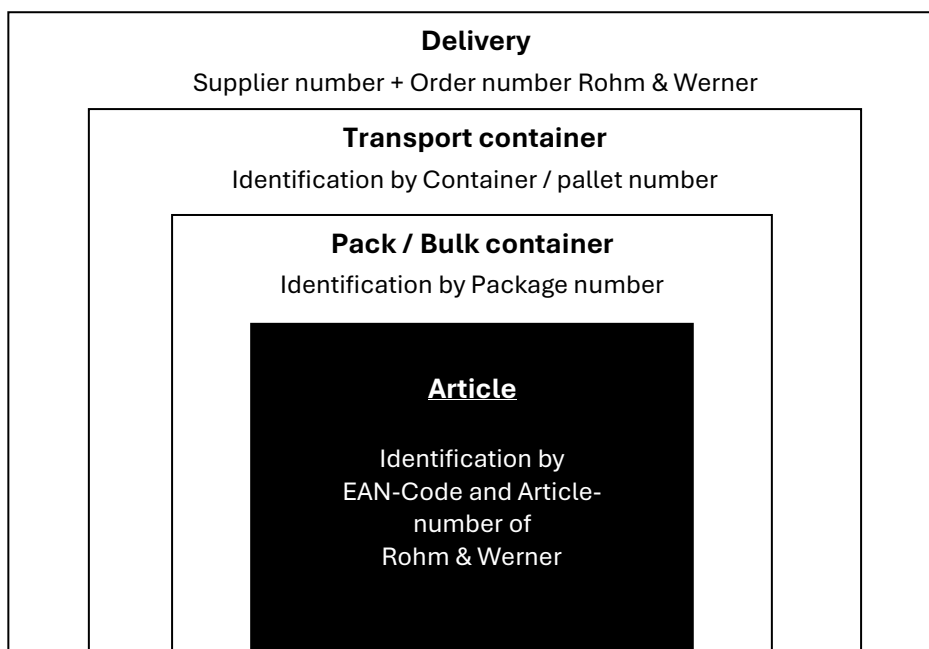 Delivery
Supplier number + Order number Rohm & Werner
Transport container
Identification by Container / pallet number
Pack / Bulk container
Identification by Package number
Article
Identification by
EAN-Code and Article-
number of
Rohm & Werner